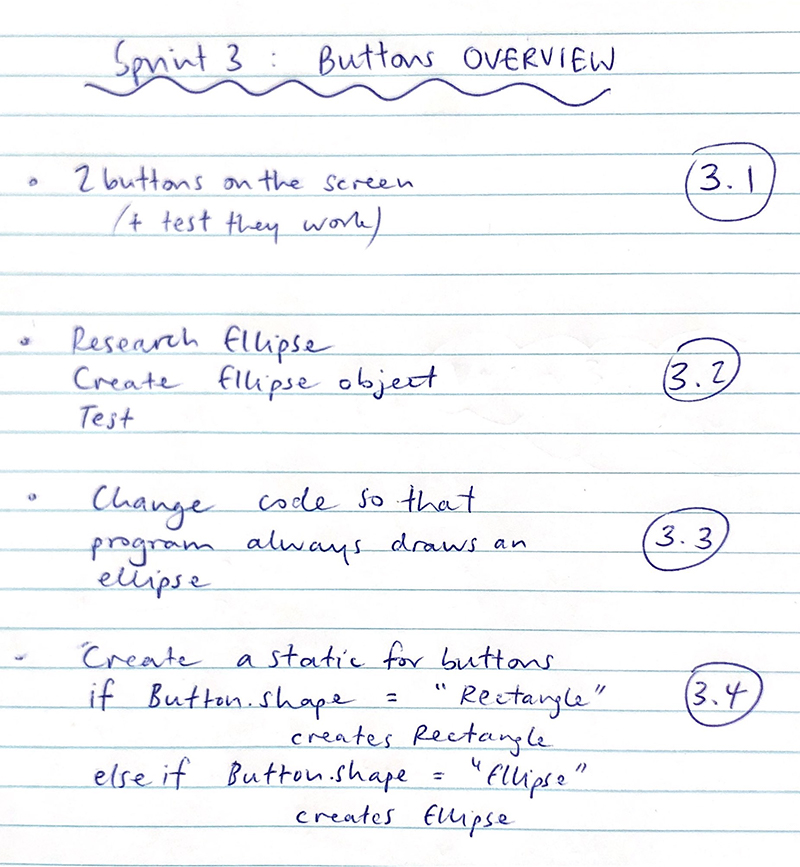 Sprint 3 : Buttons OVERVIEW
• 2 buttons on the screen 3.1
(+ test they work)
• Research Ellipse
Create Ellipse object 3.2
Test
• Change code so that
program always draws an 3.3
ellipse
- Create a static for buttons
if Button.shape = "Rectangle" 3.4
creates Rectangle
else if Button.shape = "Ellipse"
creates Ellipse